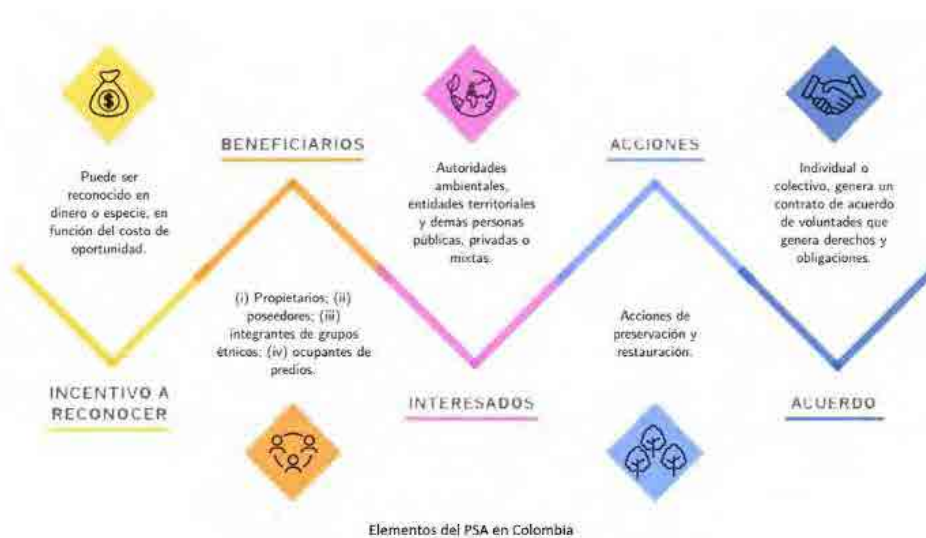 Puede ser
reconocido en
dinero o especie, en
función del costo de
oportunidad.
INCENTIVO A
RECONOCER
BENEFICIARIOS
(i) Propietarios; (ii)
poseedores; (iii)
integrantes de grupos
étnicos; (iv) ocupantes de
predios.
Autoridades
ambientales,
entidades territoriales
y demás personas
públicas, privadas o
mixtas.
INTERESADOS
ACCIONES
Acciones de
preservación y
restauración.
Individual o
colectivo, genera un
contrato de acuerdo
de voluntades que
genera derechos y
obligaciones.
ACUERDO
Elementos del PSA en Colombia